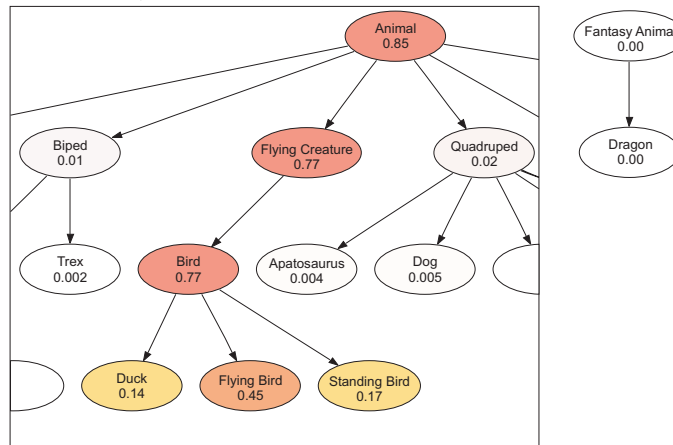 Animal
0.85
Fantasy Animal
0.00
Biped
0.01
Flying Creature
0.77
Quadruped
0.02
Dragon
0.00
Trex
0.002
Bird
0.77
Apatosaurus
0.004
Dog
0.005
Duck
0.14
Flying Bird
0.45
Standing Bird
0.17